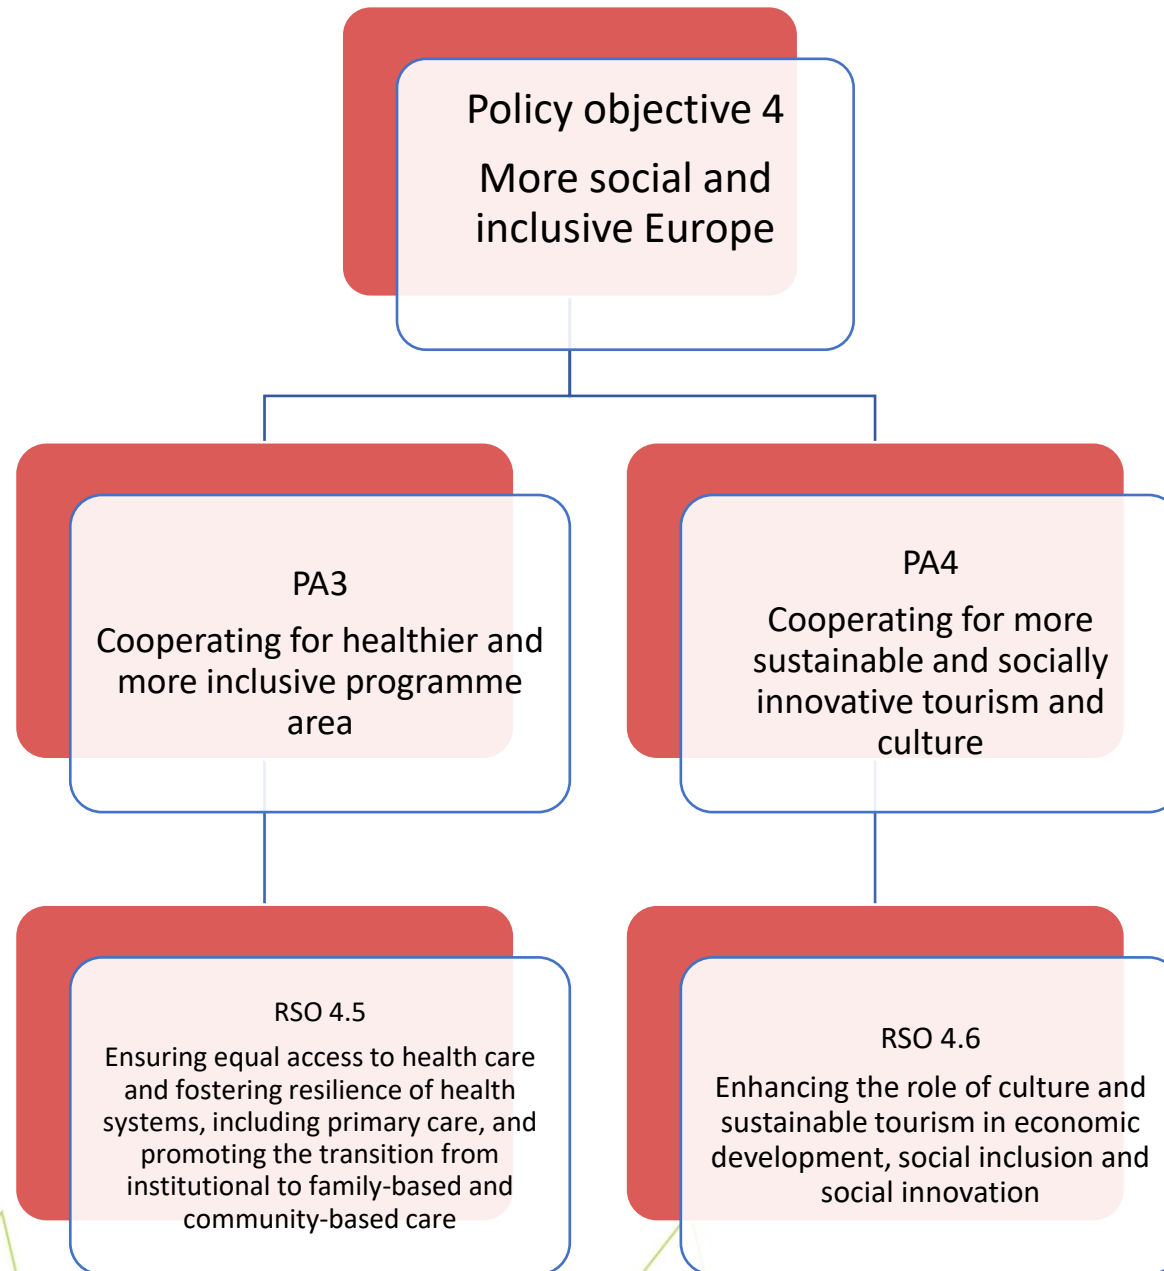 Policy objective 4
More social and
inclusive Europe
PA3
Cooperating for healthier and
more inclusive programme
area
PA4
Cooperating for more
sustainable and socially
innovative tourism and
culture
RSO 4.5
Ensuring equal access to health care
and fostering resilience of health
systems, including primary care, and
promoting the transition from
institutional to family-based and
community-based care
RSO 4.6
Enhancing the role of culture and
sustainable tourism in economic
development, social inclusion and
social innovation